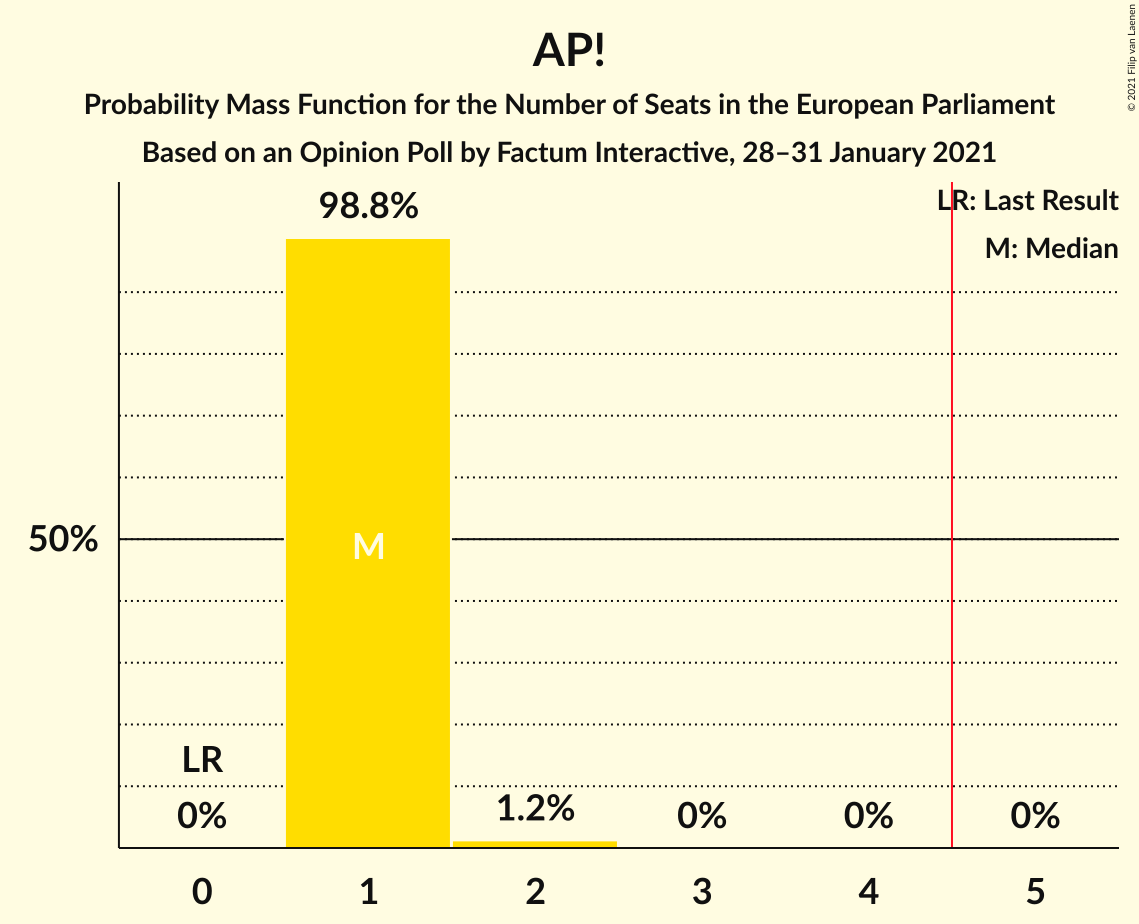 AP!
Probability Mass Function for the Number of Seats in the European Parliament
Based on an Opinion Poll by Factum Interactive, 28–31 January 2021
© 2021 Filip van Laenen
LR: Last Result
M: Median
98.8%
50%
M
LR
0%
1.2%
0%
0%
0%
0 1 2 3 4 5